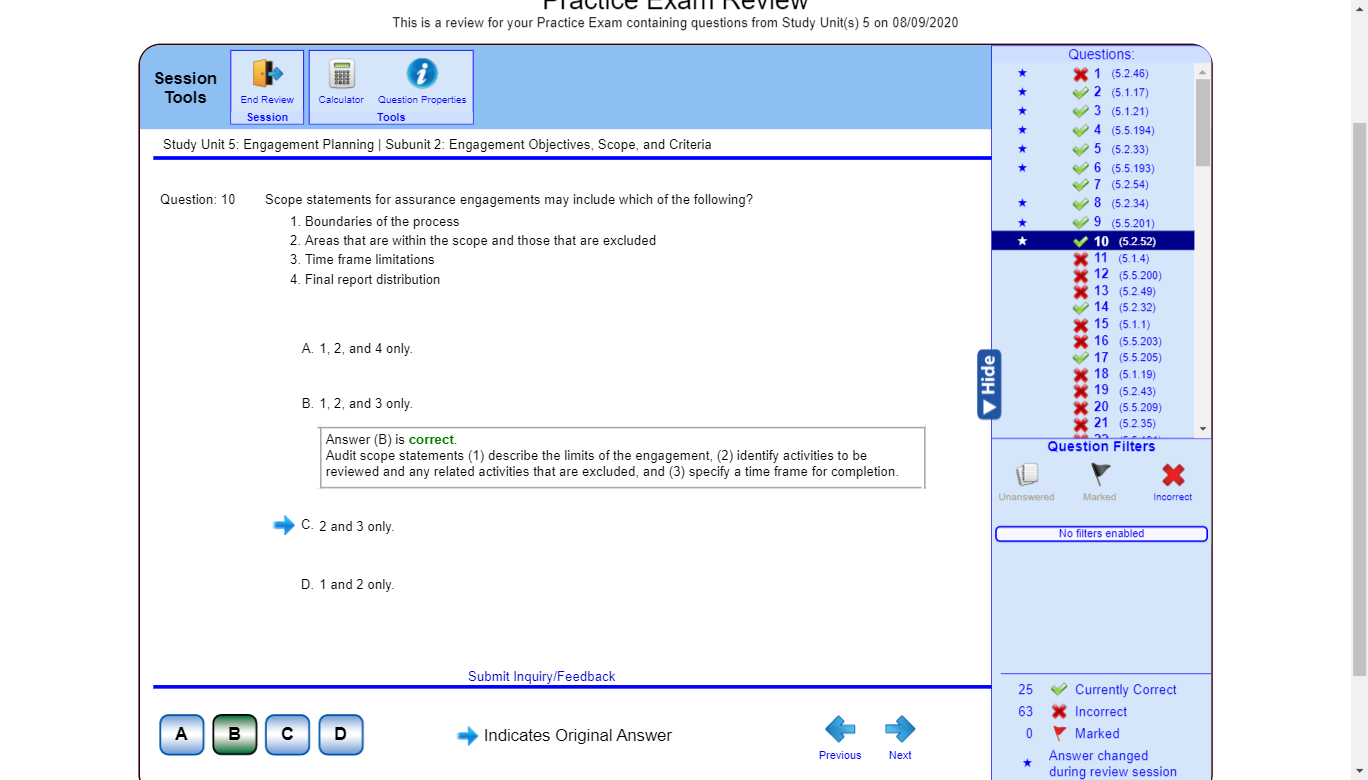 Practice Exam Review
This is a review for your Practice Exam containing questions from Study Unit(s) 5 on 08/09/2020
Session
Tools
End Review
Session
Calculator
Question Properties
Tools
Study Unit 5: Engagement Planning | Subunit 2: Engagement Objectives, Scope, and Criteria
Question: 10
Scope statements for assurance engagements may include which of the following?
1. Boundaries of the process
2. Areas that are within the scope and those that are excluded
3. Time frame limitations
4. Final report distribution
A. 1, 2, and 4 only.
B. 1, 2, and 3 only.
Answer (B) is correct.
Audit scope statements (1) describe the limits of the engagement, (2) identify activities to be
reviewed and any related activities that are excluded, and (3) specify a time frame for completion.
C. 2 and 3 only.
D. 1 and 2 only.
Submit Inquiry/Feedback
A
B
C
D
Indicates Original Answer
Previous
Next
Hide
Questions:
1 (5.2.46)
2 (5.1.17)
3 (5.1.21)
4 (5.5.194)
5 (5.2.33)
6 (5.5.193)
7 (5.2.54)
8 (5.2.34)
9 (5.5.201)
10 (5.2.52)
11 (5.1.4)
12 (5.5.200)
13 (5.2.49)
14 (5.2.32)
15 (5.1.1)
16 (5.5.203)
17 (5.5.205)
18 (5.1.19)
19 (5.2.43)
20 (5.5.209)
21 (5.2.35)
Question Filters
Unanswered
Marked
Incorrect
No filters enabled
25 Currently Correct
63 Incorrect
0 Marked
Answer changed
during review session